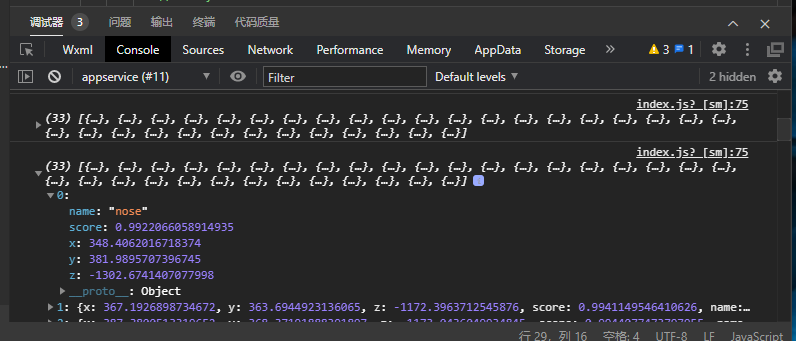 调试器 3 问题 输出 终端 代码质量
Wxml Console Sources Network Performance Memory AppData Storage » 3 1
appservice (#11) Filter Default levels 2 hidden
index.js? [sm]:75
(33) [{…}, {…}, {…}, {…}, {…}, {…}, {…}, {…}, {…}, {…}, {…}, {…}, {…}, {…}, {…}, {…}, {…}, {…}, {…}, {…},
{…}, {…}, {…}, {…}, {…}, {…}, {…}, {…}, {…}, {…}, {…}, {…}, {…}]
index.js? [sm]:75
(33) [{…}, {…}, {…}, {…}, {…}, {…}, {…}, {…}, {…}, {…}, {…}, {…}, {…}, {…}, {…}, {…}, {…}, {…}, {…}, {…},
{…}, {…}, {…}, {…}, {…}, {…}, {…}, {…}, {…}, {…}, {…}, {…}, {…}] i
0:
name: "nose"
score: 0.9922066058914935
x: 348.4062016718374
y: 381.9895707396745
z: -1302.6741407077998
__proto__: Object
1: {x: 367.1926898734672, y: 363.6944923136065, z: -1172.3963712545876, score: 0.9941149546410626, name:…
行 29，列 16 空格: 4 UTF-8 LF JavaScript